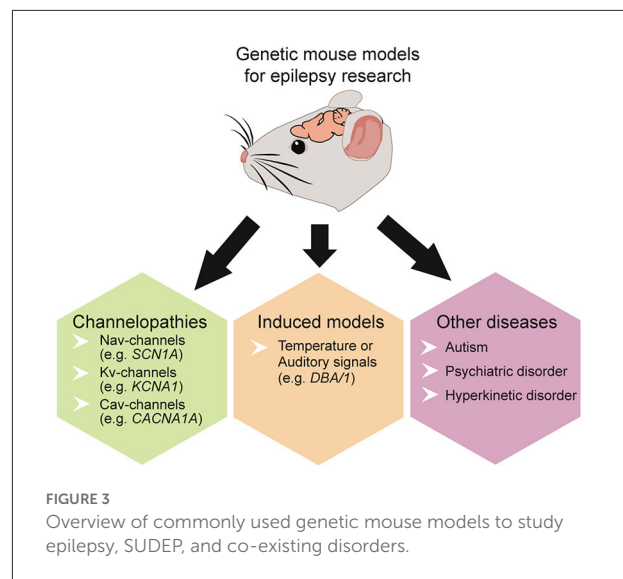 Genetic mouse models
for epilepsy research
Channelopathies
Nav-channels
(e.g. SCN1A)
Kv-channels
(e.g. KCNA1)
Cav-channels
(e.g. CACNA1A)
Induced models
Temperature or
Auditory signals
(e.g. DBA/1)
Other diseases
Autism
Psychiatric disorder
Hyperkinetic disorder
FIGURE 3
Overview of commonly used genetic mouse models to study
epilepsy, SUDEP, and co-existing disorders.